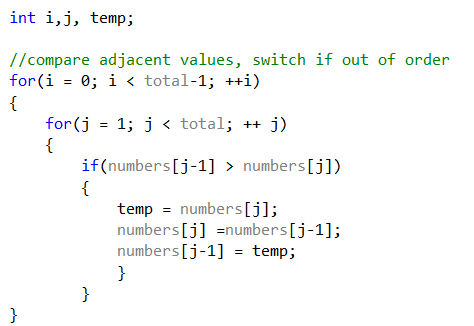 int i,j, temp;

//compare adjacent values, switch if out of order
for(i = 0; i < total-1; ++i)
{
    for(j = 1; j < total; ++ j)
    {
        if(numbers[j-1] > numbers[j])
        {
            temp = numbers[j];
            numbers[j] =numbers[j-1];
            numbers[j-1] = temp;
            }
        }
}